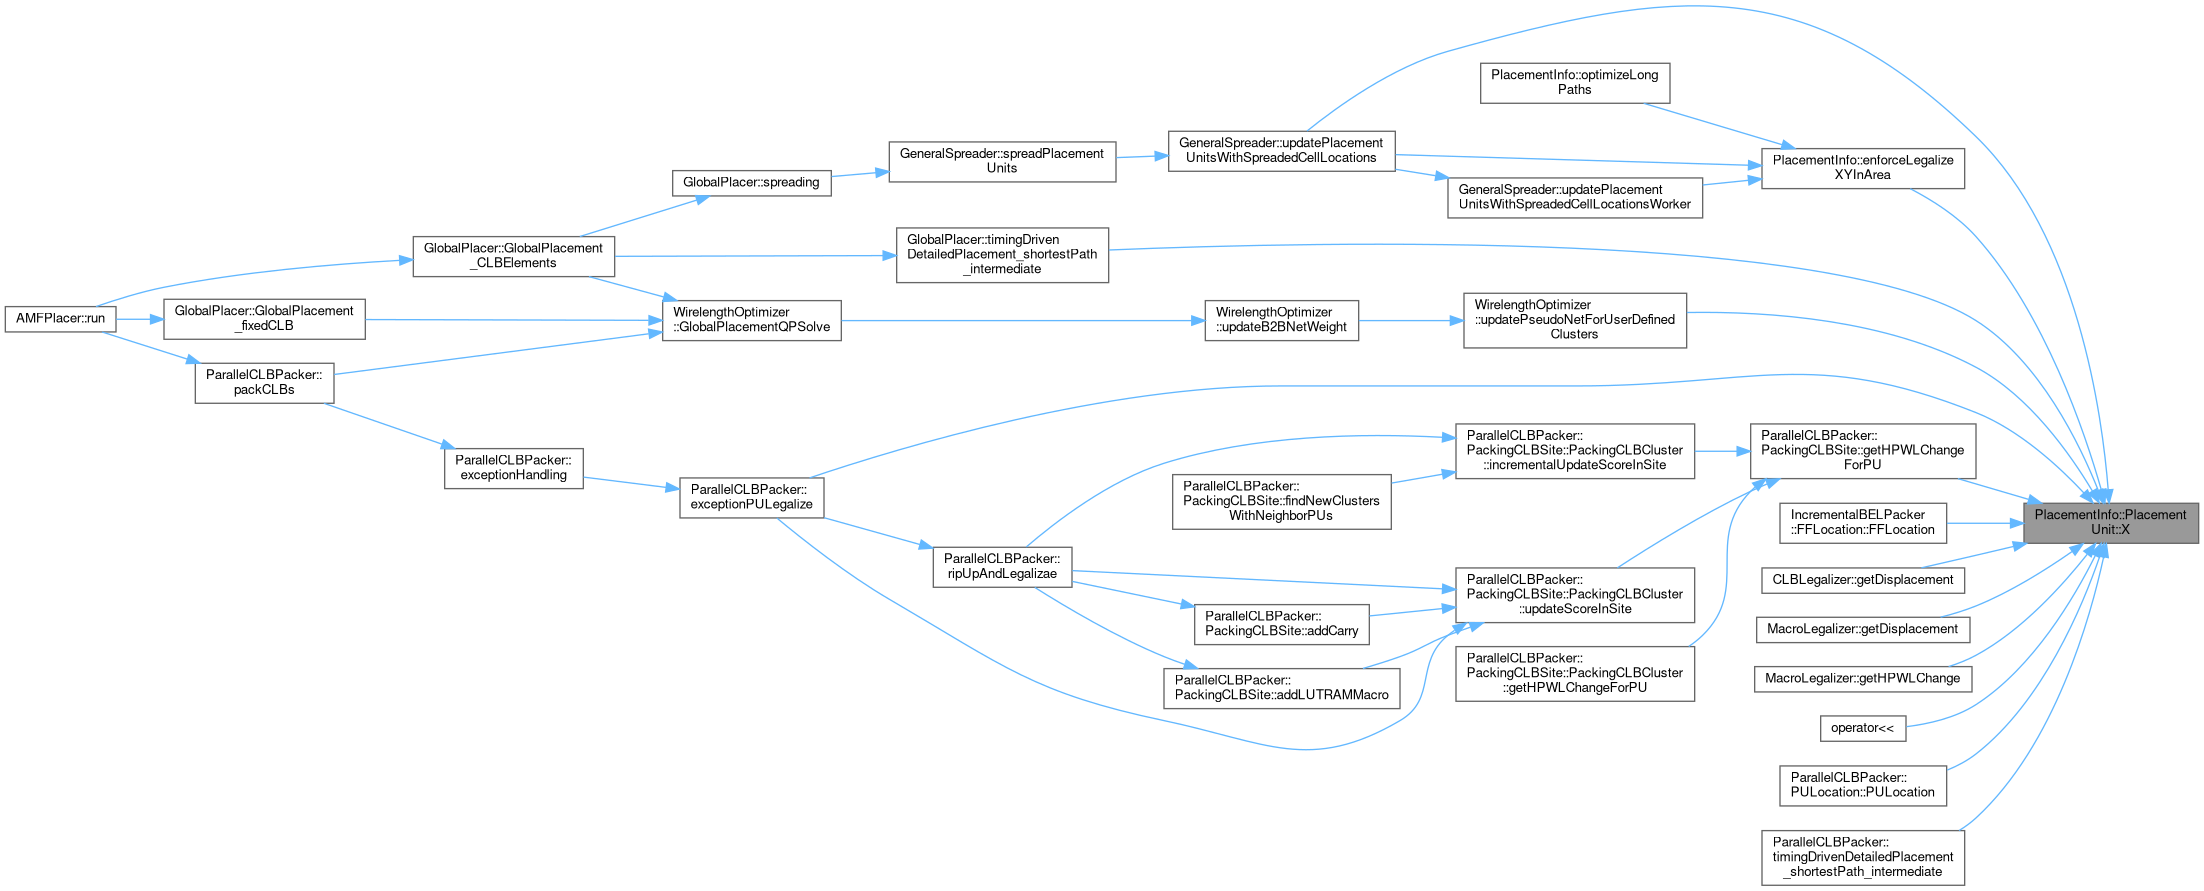 AMFPlacer::run
GlobalPlacer::GlobalPlacement
_CLBElements
GlobalPlacer::GlobalPlacement
_fixedCLB
ParallelCLBPacker::
packCLBs
ParallelCLBPacker::
exceptionHandling
GlobalPlacer::spreading
WirelengthOptimizer
::GlobalPlacementQPSolve
ParallelCLBPacker::
exceptionPULegalize
GeneralSpreader::spreadPlacement
Units
GlobalPlacer::timingDriven
DetailedPlacement_shortestPath
_intermediate
ParallelCLBPacker::
ripUpAndLegalizae
GeneralSpreader::updatePlacement
UnitsWithSpreadedCellLocations
WirelengthOptimizer
::updateB2BNetWeight
ParallelCLBPacker::
PackingCLBSite::findNewClusters
WithNeighborPUs
ParallelCLBPacker::
PackingCLBSite::addCarry
ParallelCLBPacker::
PackingCLBSite::addLUTRAMMacro
GeneralSpreader::updatePlacement
UnitsWithSpreadedCellLocationsWorker
WirelengthOptimizer
::updatePseudoNetForUserDefined
Clusters
ParallelCLBPacker::
PackingCLBSite::PackingCLBCluster
::incrementalUpdateScoreInSite
ParallelCLBPacker::
PackingCLBSite::PackingCLBCluster
::updateScoreInSite
ParallelCLBPacker::
PackingCLBSite::PackingCLBCluster
::getHPWLChangeForPU
PlacementInfo::optimizeLong
Paths
PlacementInfo::enforceLegalize
XYInArea
ParallelCLBPacker::
PackingCLBSite::getHPWLChange
ForPU
IncrementalBELPacker
::FFLocation::FFLocation
CLBLegalizer::getDisplacement
MacroLegalizer::getDisplacement
MacroLegalizer::getHPWLChange
operator<<
ParallelCLBPacker::
PULocation::PULocation
ParallelCLBPacker::
timingDrivenDetailedPlacement
_shortestPath_intermediate
PlacementInfo::Placement
Unit::X